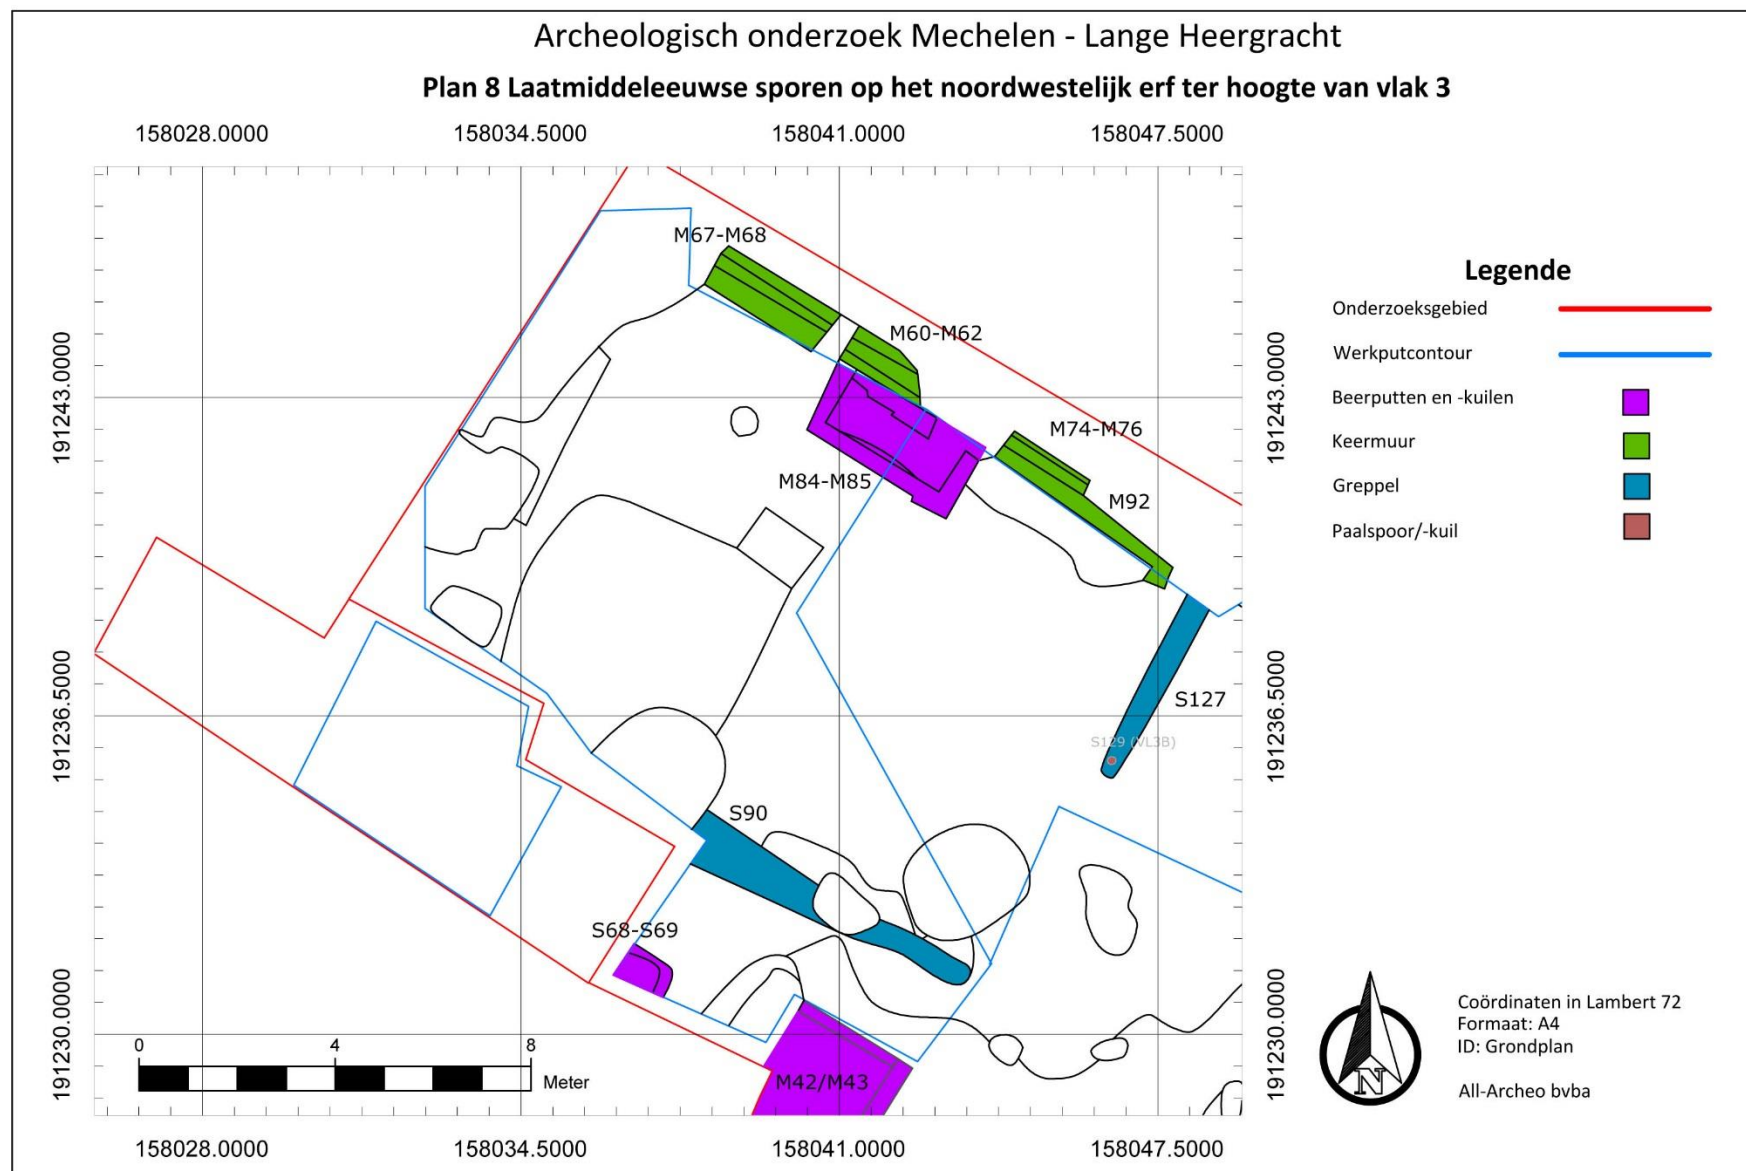 Archeologisch onderzoek Mechelen - Lange Heergracht
Plan 8 Laatmiddeleeuwse sporen op het noordwestelijk erf ter hoogte van vlak 3
158028.0000 158034.5000 158041.0000 158047.5000
M67-M68
M60-M62
M74-M76
M84-M85
M92
S127
S129 (VL3B)
S90
S68-S69
M42/M43
191243.0000
191236.5000
191230.0000
191243.0000
191236.5000
191230.0000
0 4 8
Meter
158028.0000 158034.5000 158041.0000 158047.5000
Legende
Onderzoeksgebied
Werkputcontour
Beerputten en -kuilen
Keermuur
Greppel
Paalspoor/-kuil
N
Coördinaten in Lambert 72
Formaat: A4
ID: Grondplan
All-Archeo bvba